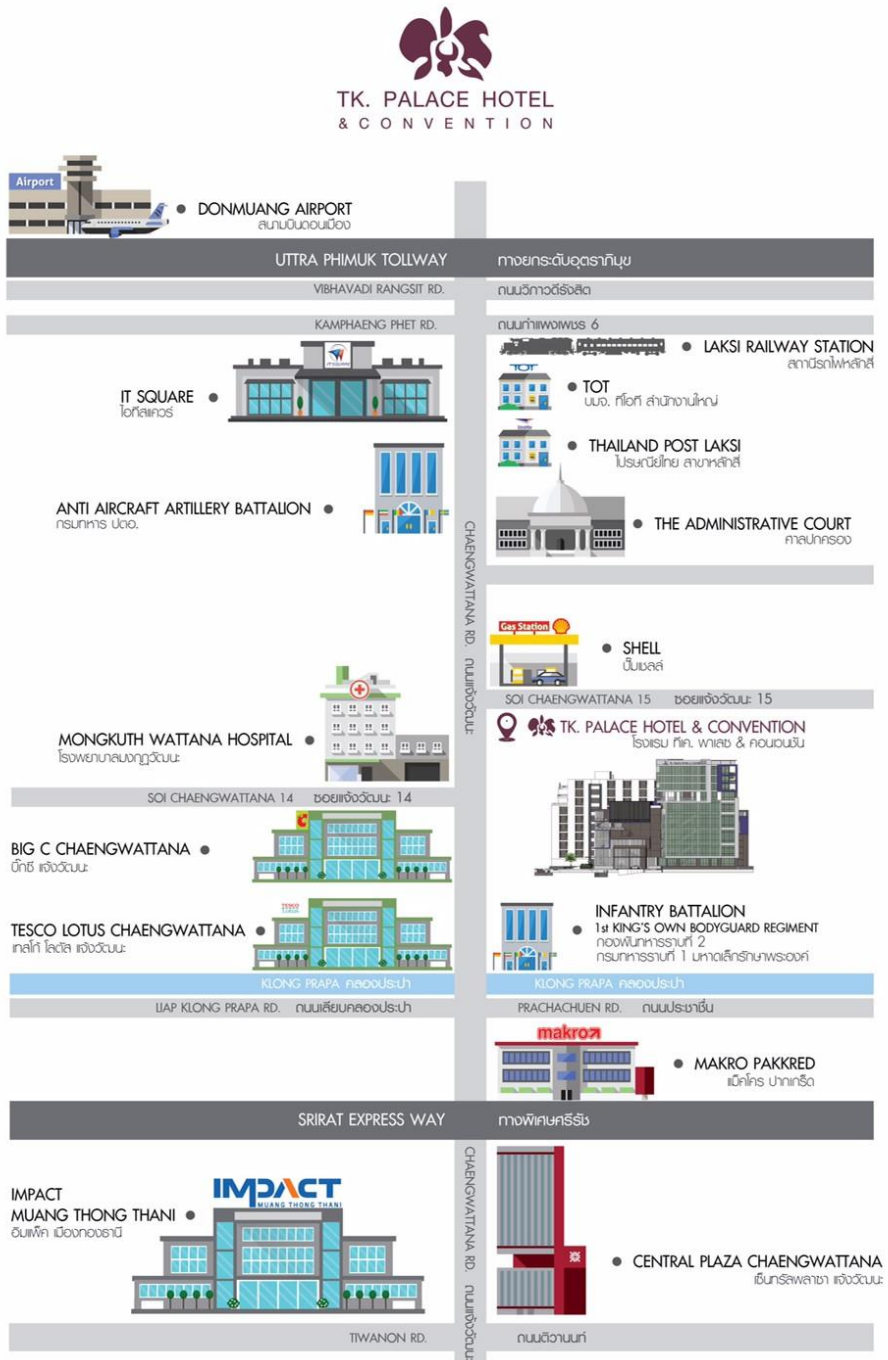 TK. PALACE HOTEL
& CONVENTION
Airport
DONMUANG AIRPORT
สนามบินดอนเมือง
UTTRA PHIMUK TOLLWAY ทางยกระดับอุตราภิมุข
VIBHAVADI RANGSIT RD. ถนนวิภาวดีรังสิต
KAMPHAENG PHET RD. ถนนกำแพงเพชร 6
LAKSI RAILWAY STATION
สถานีรถไฟหลักสี่
IT SQUARE
IT SQUARE
ไอทีสแควร์
TOT
TOT
บมจ. ทีโอที สำนักงานใหญ่
THAILAND POST LAKSI
ไปรษณีย์ไทย สาขาหลักสี่
ANTI AIRCRAFT ARTILLERY BATTALION
กรมทหาร ปตอ.
THE ADMINISTRATIVE COURT
ศาลปกครอง
CHAENGWATTANA RD. ถนนแจ้งวัฒนะ
Gas Station
SHELL
ปั๊มเชลล์
SOI CHAENGWATTANA 15 ซอยแจ้งวัฒนะ 15
MONGKUTH WATTANA HOSPITAL
โรงพยาบาลมงกุฎวัฒนะ
TK. PALACE HOTEL & CONVENTION
โรงแรม ทีเค. พาเลซ & คอนเวนชัน
SOI CHAENGWATTANA 14 ซอยแจ้งวัฒนะ 14
BIG C CHAENGWATTANA
บิ๊กซี แจ้งวัฒนะ
TESCO LOTUS CHAENGWATTANA
เทสโก้ โลตัส แจ้งวัฒนะ
TESCO
Lotus
INFANTRY BATTALION
1st KING'S OWN BODYGUARD REGIMENT
กองพันทหารราบที่ 2
กรมทหารราบที่ 1 มหาดเล็กรักษาพระองค์
KLONG PRAPA คลองประปา
KLONG PRAPA คลองประปา
LIAP KLONG PRAPA RD. ถนนเลียบคลองประปา
PRACHACHUEN RD. ถนนประชาชื่น
makro
MAKRO PAKKRED
แม็คโคร ปากเกร็ด
SRIRAT EXPRESS WAY ทางพิเศษศรีรัช
IMPACT
MUANG THONG THANI
IMPACT
MUANG THONG THANI
อิมแพ็ค เมืองทองธานี
CHAENGWATTANA RD. ถนนแจ้งวัฒนะ
CENTRAL PLAZA CHAENGWATTANA
เซ็นทรัลพลาซา แจ้งวัฒนะ
TIWANON RD. ถนนติวานนท์